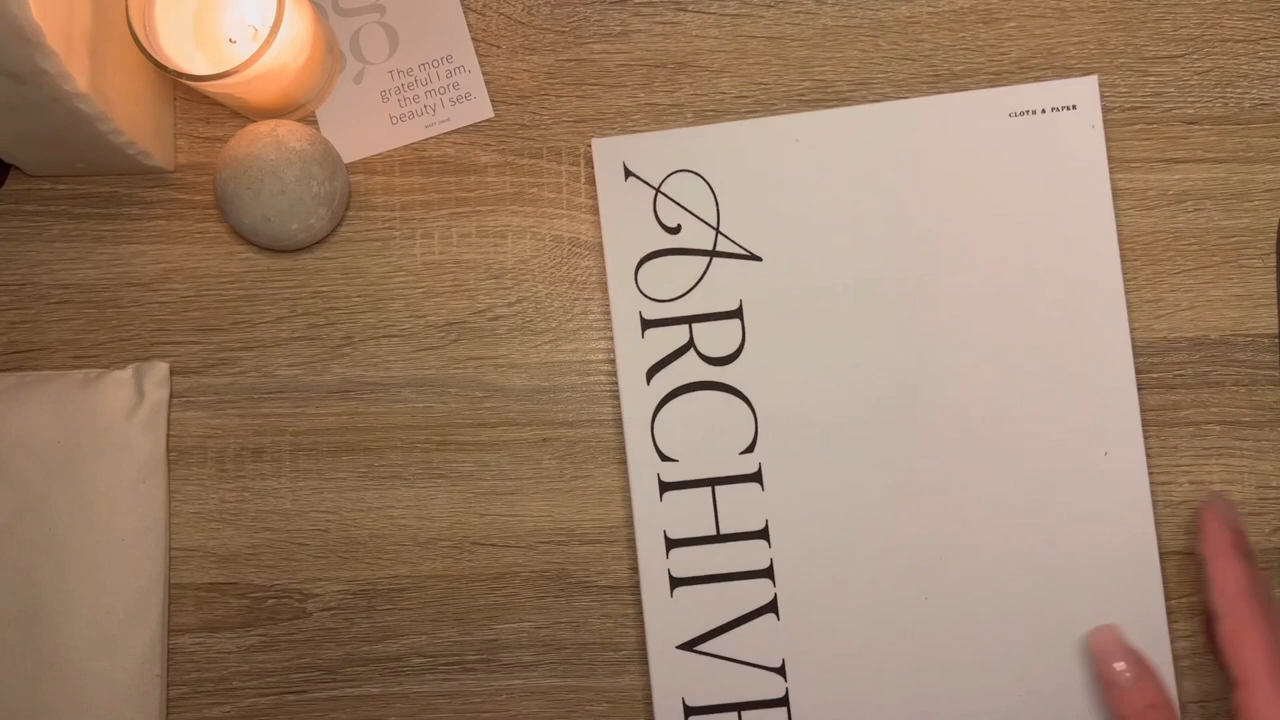 The more
grateful I am,
the more
beauty I see.
CLOTH & PAPER
ARCHIVE